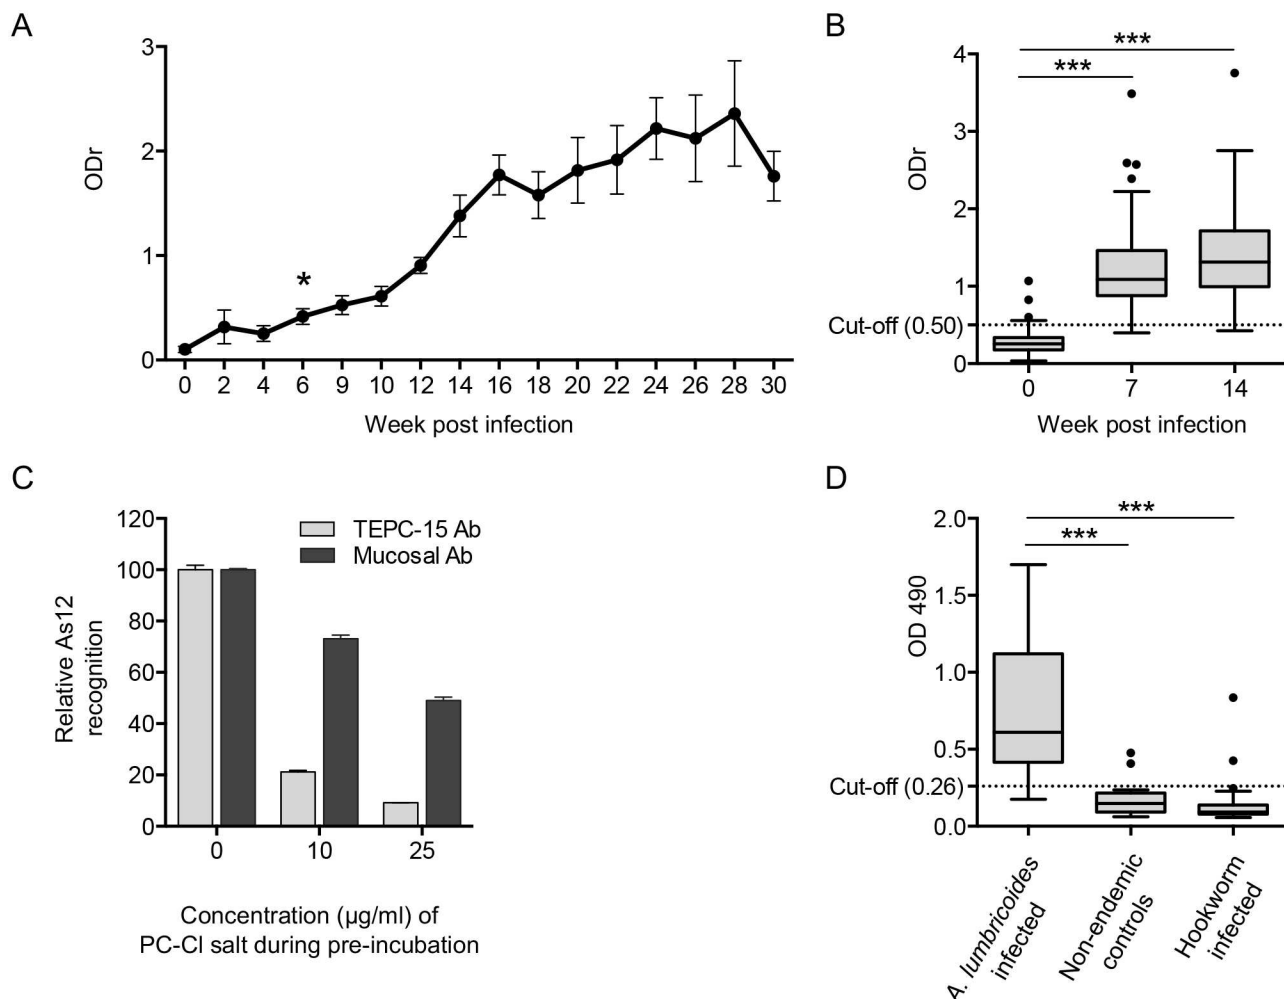 A
3
2
1
0
ODr
*
0 2 4 6 9 10 12 14 16 18 20 22 24 26 28 30
Week post infection
B
***
***
4
3
2
1
0
ODr
Cut-off (0.50)
0 7 14
Week post infection
C
120
100
80
60
40
20
0
Relative As12
recognition
TEPC-15 Ab
Mucosal Ab
0 10 25
Concentration (µg/ml) of
PC-Cl salt during pre-incubation
D
***
***
2.0
1.5
1.0
0.5
0.0
OD 490
Cut-off (0.26)
A. lumbricoides
infected
Non-endemic
controls
Hookworm
infected